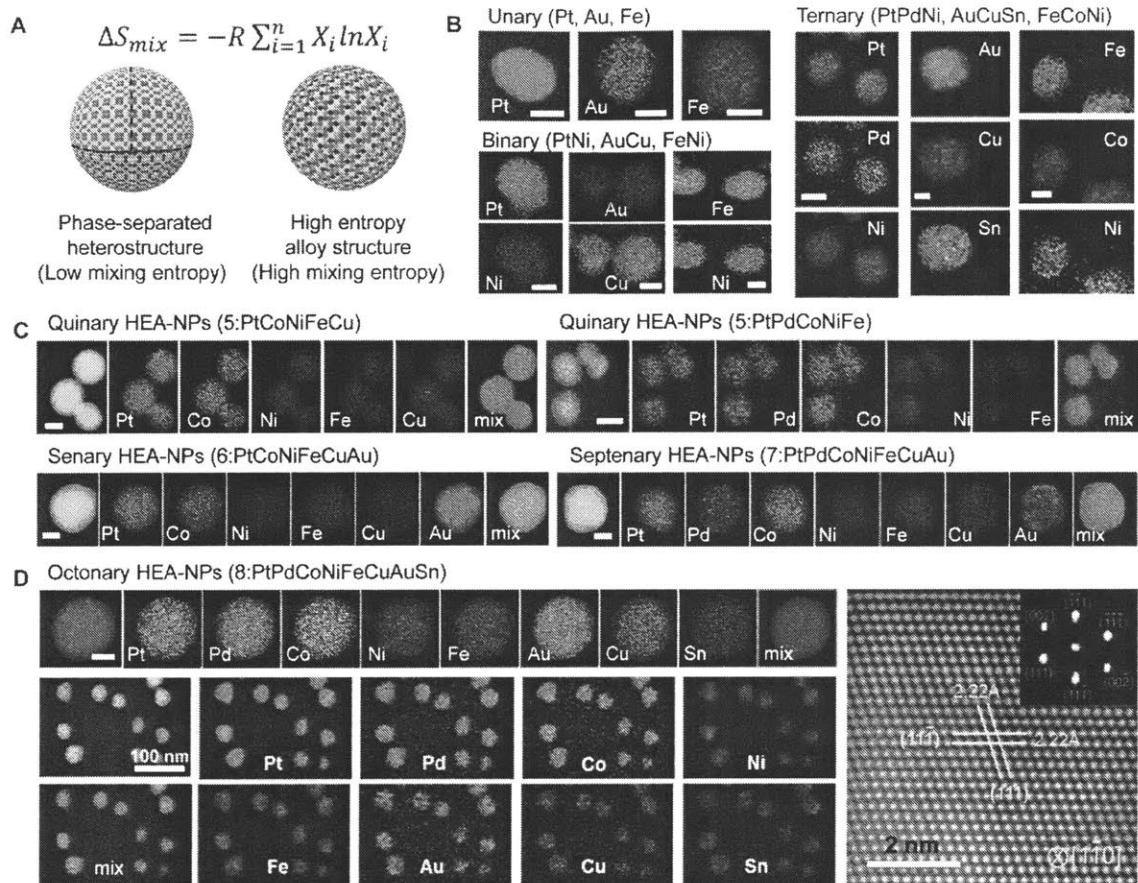 A
ΔS_mix = −R ∑_{i=1}^{n} X_i lnX_i
Phase-separated
heterostructure
(Low mixing entropy)
High entropy
alloy structure
(High mixing entropy)
B
Unary (Pt, Au, Fe)
Pt
Au
Fe
Binary (PtNi, AuCu, FeNi)
Pt
Au
Fe
Ni
Cu
Ni
Ternary (PtPdNi, AuCuSn, FeCoNi)
Pt
Au
Fe
Pd
Cu
Co
Ni
Sn
Ni
C
Quinary HEA-NPs (5:PtCoNiFeCu)
Pt
Co
Ni
Fe
Cu
mix
Quinary HEA-NPs (5:PtPdCoNiFe)
Pt
Pd
Co
Ni
Fe
mix
Senary HEA-NPs (6:PtCoNiFeCuAu)
Pt
Co
Ni
Fe
Cu
Au
mix
Septenary HEA-NPs (7:PtPdCoNiFeCuAu)
Pt
Pd
Co
Ni
Fe
Cu
Au
mix
D
Octonary HEA-NPs (8:PtPdCoNiFeCuAuSn)
Pt
Pd
Co
Ni
Fe
Au
Cu
Sn
mix
100 nm
Pt
Pd
Co
Ni
mix
Fe
Au
Cu
Sn
(002)
2.22Å
(111̄)
2.22Å
2 nm
[11̄0]